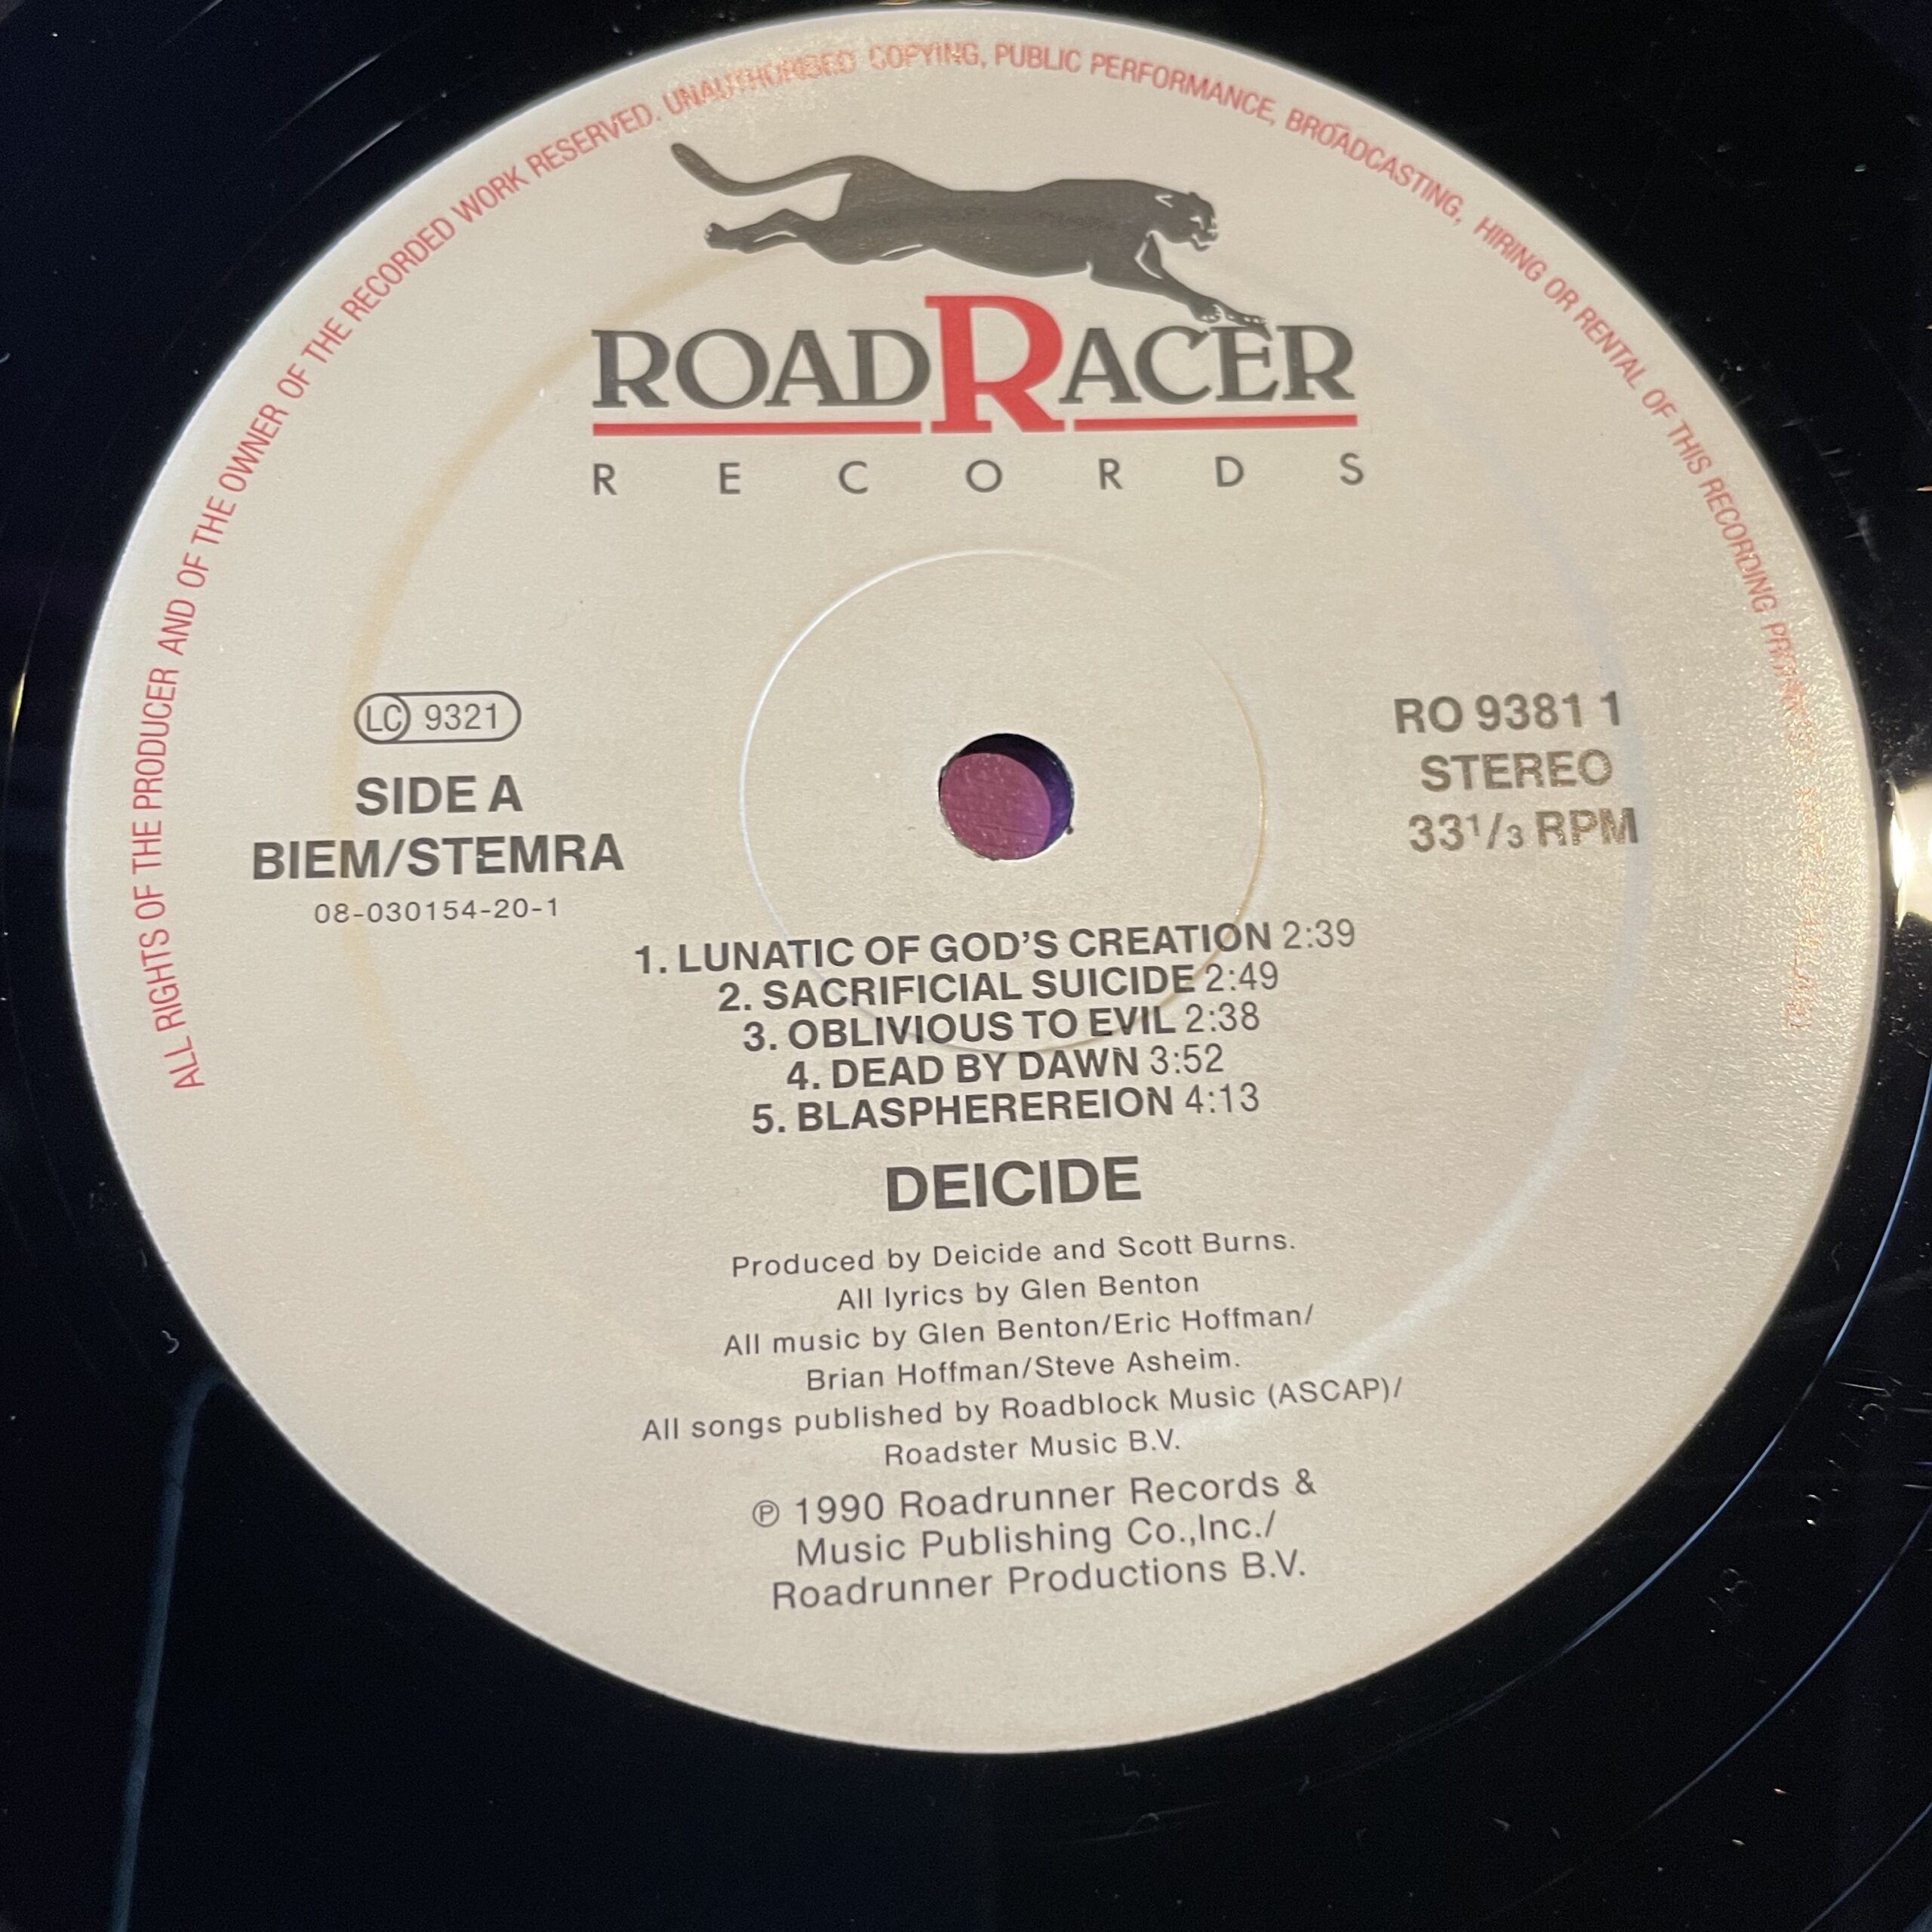 ALL RIGHTS OF THE PRODUCER AND OF THE OWNER OF THE RECORDED WORK RESERVED. UNAUTHORISED COPYING, PUBLIC PERFORMANCE, BROADCASTING, HIRING OR RENTAL OF THIS RECORDING
ROADRACER
RECORDS
LC 9321
SIDE A
BIEM/STEMRA
08-030154-20-1
RO 9381 1
STEREO
33 1/3 RPM
1. LUNATIC OF GOD'S CREATION 2:39
2. SACRIFICIAL SUICIDE 2:49
3. OBLIVIOUS TO EVIL 2:38
4. DEAD BY DAWN 3:52
5. BLASPHEREREION 4:13
DEICIDE
Produced by Deicide and Scott Burns.
All lyrics by Glen Benton
All music by Glen Benton/Eric Hoffman/
Brian Hoffman/Steve Asheim.
All songs published by Roadblock Music (ASCAP)/
Roadster Music B.V.
℗ 1990 Roadrunner Records &
Music Publishing Co.,Inc./
Roadrunner Productions B.V.